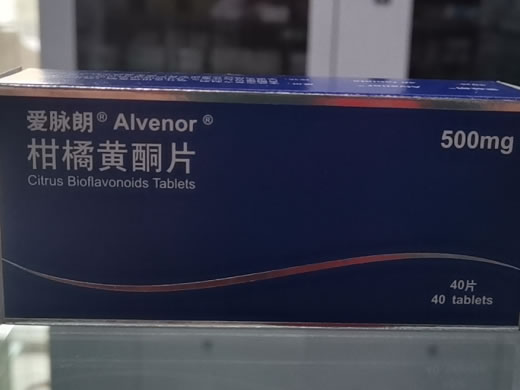 爱脉朗® Alvenor®
500mg
柑橘黄酮片
Citrus Bioflavonoids Tablets
40片
40 tablets